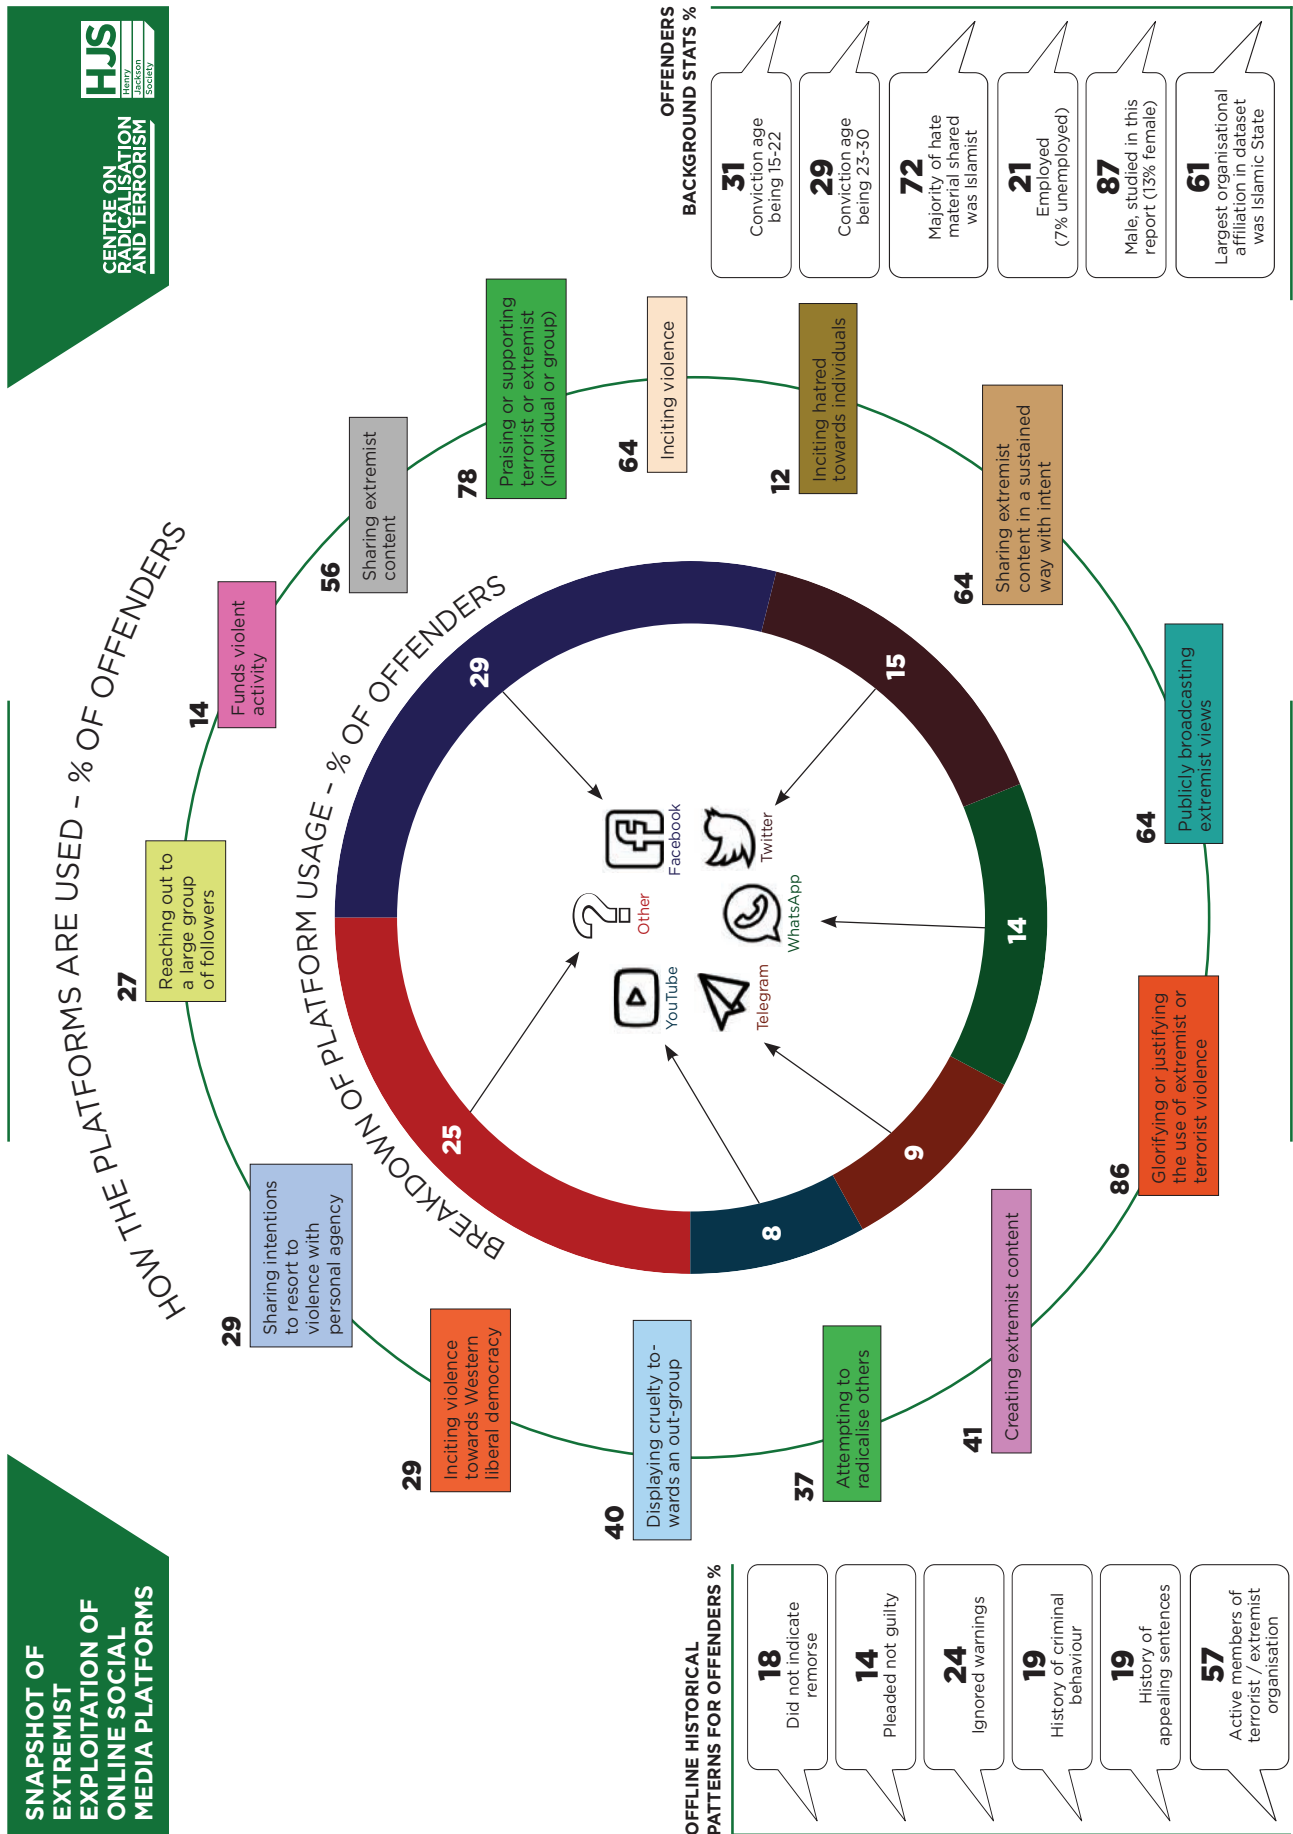 SNAPSHOT OF
EXTREMIST
EXPLOITATION OF
ONLINE SOCIAL
MEDIA PLATFORMS
CENTRE ON
RADICALISATION
AND TERRORISM
HJS
Henry
Jackson
Society
HOW THE PLATFORMS ARE USED - % OF OFFENDERS
27
Reaching out to
a large group
of followers
14
Funds violent
activity
56
Sharing extremist
content
78
Praising or supporting
terrorist or extremist
(individual or group)
64
Inciting violence
12
Inciting hatred
towards individuals
64
Sharing extremist
content in a sustained
way with intent
64
Publicly broadcasting
extremist views
86
Glorifying or justifying
the use of extremist or
terrorist violence
41
Creating extremist content
37
Attempting to
radicalise others
40
Displaying cruelty to-
wards an out-group
29
Inciting violence
towards Western
liberal democracy
29
Sharing intentions
to resort to
violence with
personal agency
BREAKDOWN OF PLATFORM USAGE - % OF OFFENDERS
29
15
14
9
8
25
Other
Facebook
Twitter
WhatsApp
Telegram
YouTube
OFFLINE HISTORICAL
PATTERNS FOR OFFENDERS %
18
Did not indicate
remorse
14
Pleaded not guilty
24
Ignored warnings
19
History of criminal
behaviour
19
History of
appealing sentences
57
Active members of
terrorist / extremist
organisation
OFFENDERS
BACKGROUND STATS %
31
Conviction age
being 15-22
29
Conviction age
being 23-30
72
Majority of hate
material shared
was Islamist
21
Employed
(7% unemployed)
87
Male, studied in this
report (13% female)
61
Largest organisational
affiliation in dataset
was Islamic State